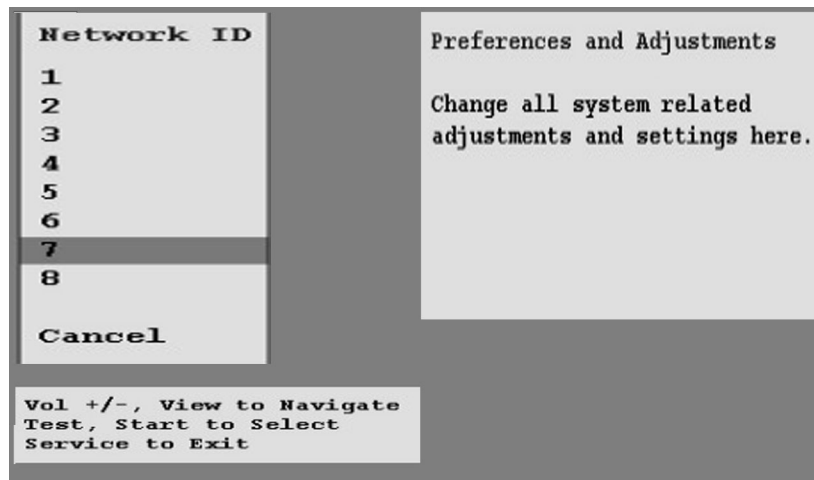 Network ID
1
2
3
4
5
6
7
8
Cancel
Preferences and Adjustments
Change all system related
adjustments and settings here.
Vol +/-, View to Navigate
Test, Start to Select
Service to Exit